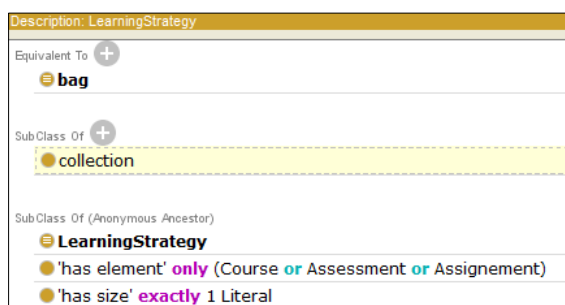 Description: LearningStrategy
Equivalent To
bag
SubClass Of
collection
SubClass Of (Anonymous Ancestor)
LearningStrategy
'has element' only (Course or Assessment or Assignement)
'has size' exactly 1 Literal